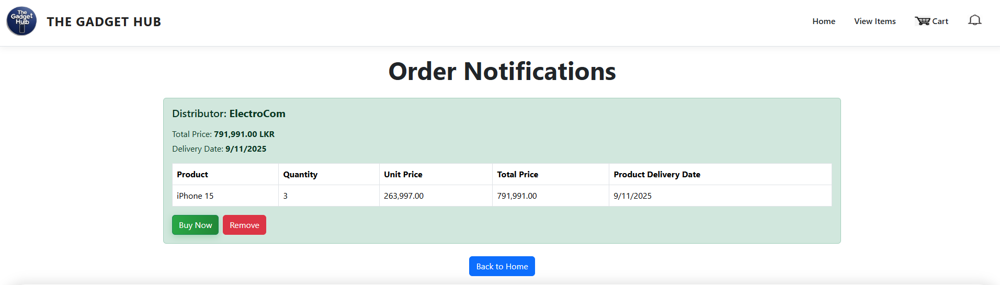 The
Gadget
Hub
THE GADGET HUB
Home
View Items
Cart
Order Notifications
Distributor: ElectroCom
Total Price: 791,991.00 LKR
Delivery Date: 9/11/2025
Product Quantity Unit Price Total Price Product Delivery Date
iPhone 15 3 263,997.00 791,991.00 9/11/2025
Buy Now
Remove
Back to Home